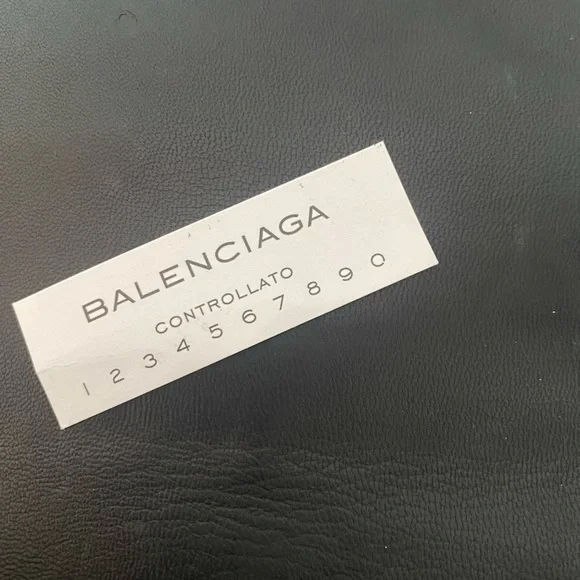 BALENCIAGA
CONTROLLATO
1 2 3 4 5 6 7 8 9 0